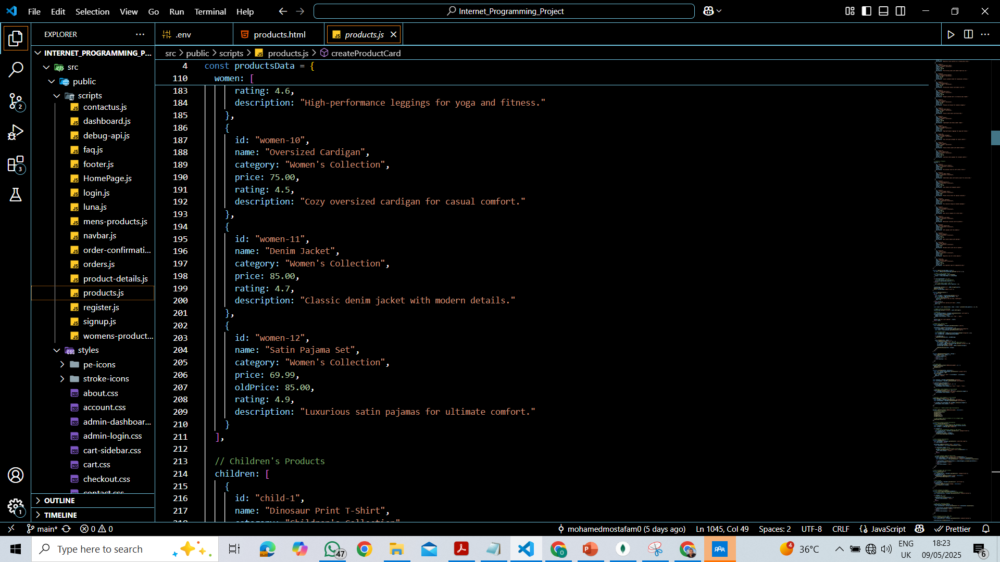 File Edit Selection View Go Run Terminal Help
Internet_Programming_Project
EXPLORER
.env
products.html
products.js
INTERNET_PROGRAMMING_P...
src > public > scripts > products.js > createProductCard
src
public
scripts
contactus.js
dashboard.js
debug-api.js
faq.js
footer.js
HomePage.js
login.js
luna.js
mens-products.js
navbar.js
order-confirmati...
orders.js
product-details.js
products.js
register.js
signup.js
womens-product...
styles
pe-icons
stroke-icons
about.css
account.css
admin-dashboar...
admin-login.css
cart-sidebar.css
cart.css
checkout.css
contact.css
OUTLINE
TIMELINE
2
3
1
4 const productsData = {
110 women: [
183 rating: 4.6,
184 description: "High-performance leggings for yoga and fitness."
185 },
186 {
187 id: "women-10",
188 name: "Oversized Cardigan",
189 category: "Women's Collection",
190 price: 75.00,
191 rating: 4.5,
192 description: "Cozy oversized cardigan for casual comfort."
193 },
194 {
195 id: "women-11",
196 name: "Denim Jacket",
197 category: "Women's Collection",
198 price: 85.00,
199 rating: 4.7,
200 description: "Classic denim jacket with modern details."
201 },
202 {
203 id: "women-12",
204 name: "Satin Pajama Set",
205 category: "Women's Collection",
206 price: 69.99,
207 oldPrice: 85.00,
208 rating: 4.9,
209 description: "Luxurious satin pajamas for ultimate comfort."
210 }
211 ],
212
213 // Children's Products
214 children: [
215 {
216 id: "child-1",
217 name: "Dinosaur Print T-Shirt",
218 category: "Children's Collection"
main* 0 0 mohamedmostafam0 (5 days ago) Ln 1045, Col 49 Spaces: 2 UTF-8 CRLF {} JavaScript Prettier
Type here to search
47
4
36°C
ENG
UK
18:23
09/05/2025
6